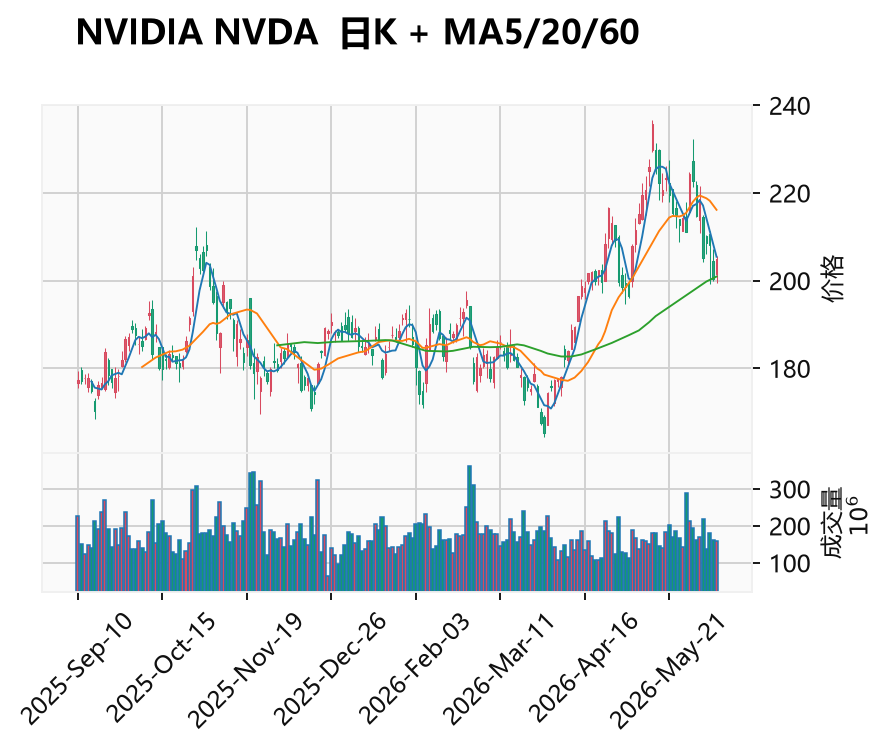 NVIDIA NVDA 日K + MA5/20/60
240
220
200
180
价格
300
200
100
成交量
10⁶
2025-Sep-10
2025-Oct-15
2025-Nov-19
2025-Dec-26
2026-Feb-03
2026-Mar-11
2026-Apr-16
2026-May-21